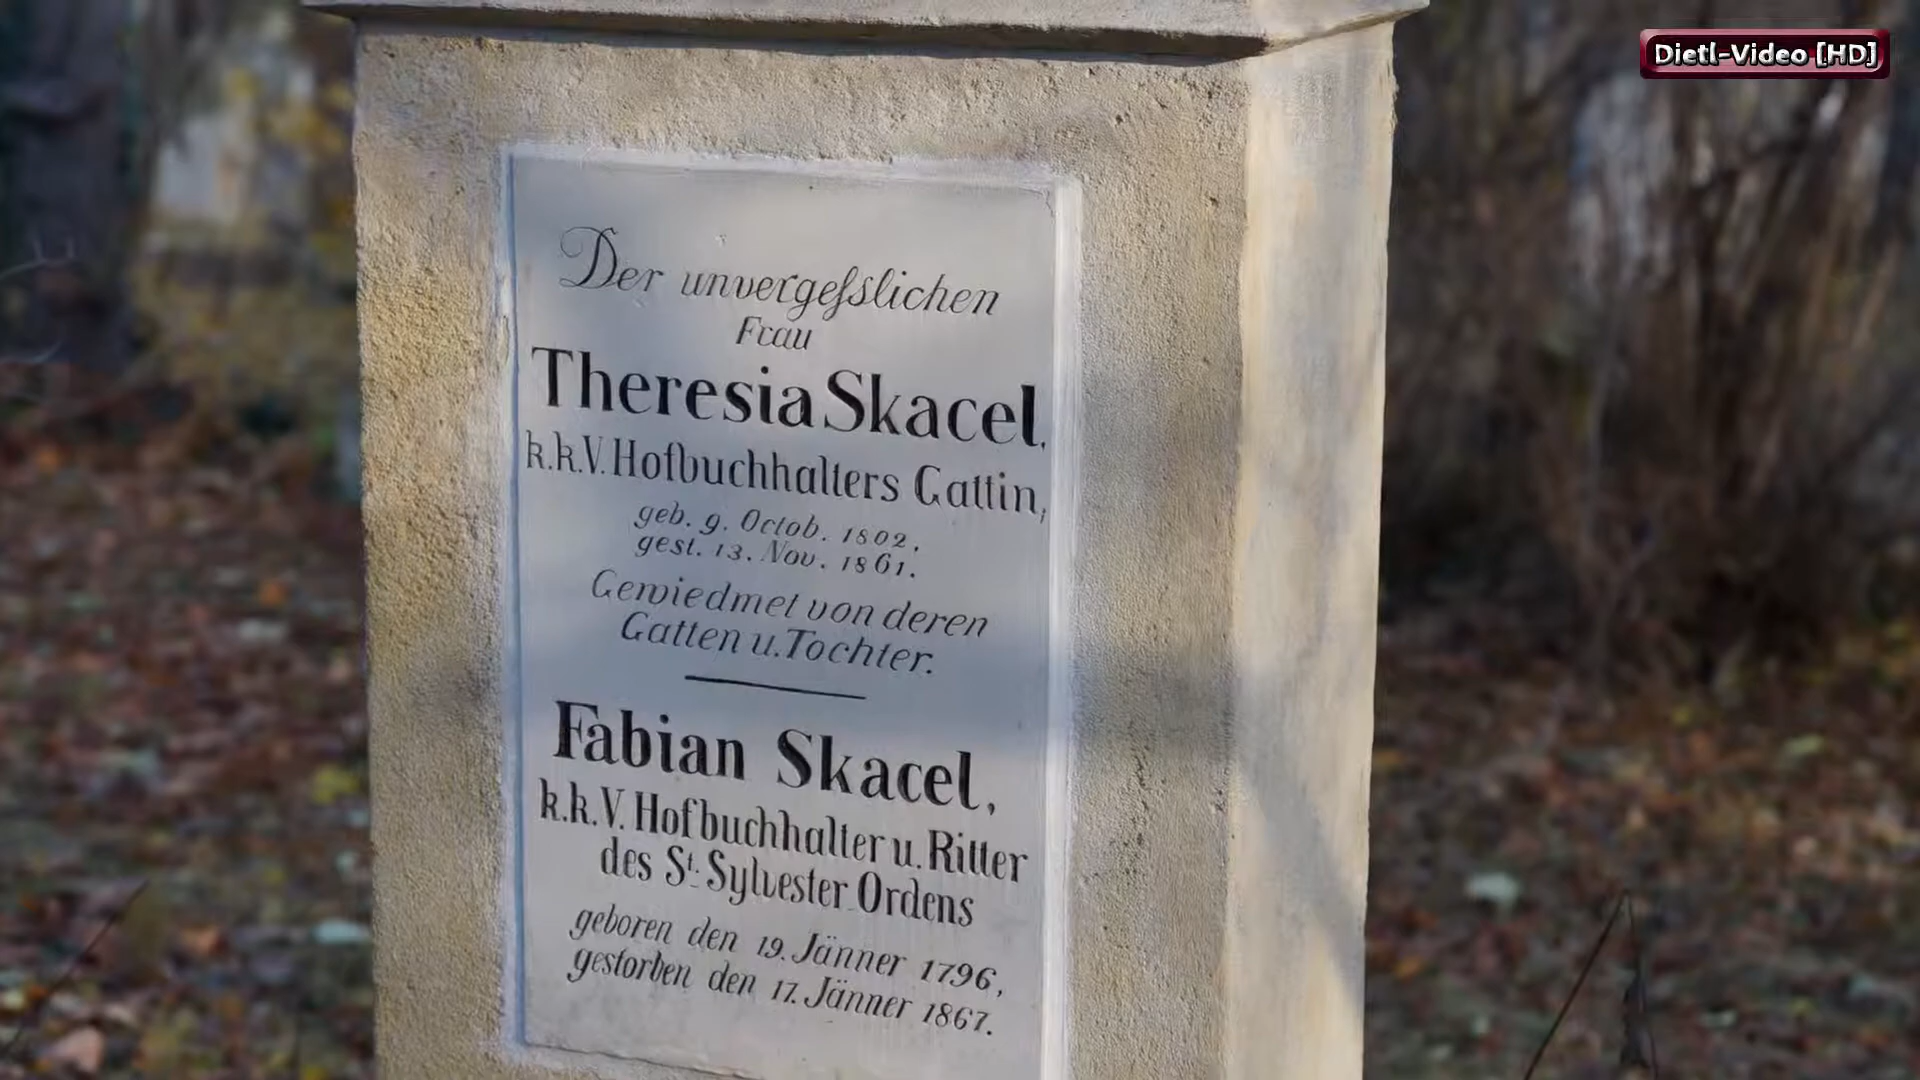 Dietl-Video [HD]
Der unvergeſslichen
Frau
Theresia Skacel,
k.k.V. Hofbuchhalters Gattin,
geb. 9. Octob. 1802,
gest. 13. Nov. 1861.
Gewiedmet von deren
Gatten u. Tochter.
Fabian Skacel,
k.k.V. Hofbuchhalter u. Ritter
des St. Sylvester Ordens
geboren den 19. Jänner 1796,
gestorben den 17. Jänner 1867.